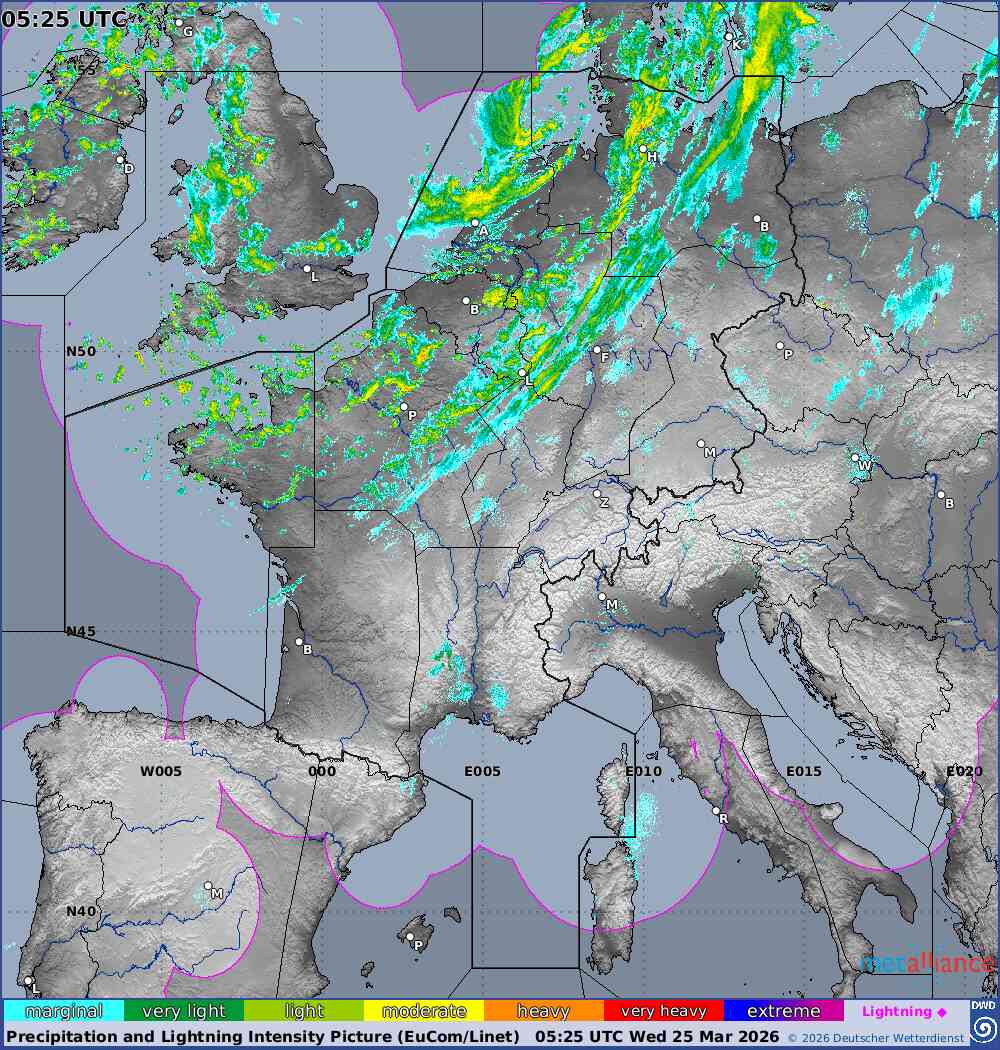 05:25 UTC
G
K
N55
D
H
A
B
L
B
N50
F
P
L
P
M
W
B
Z
M
N45
B
W005
000
E005
E010
E015
E020
R
M
N40
P
L
metalliance
marginal very light light moderate heavy very heavy extreme Lightning ◆
DWD
Precipitation and Lightning Intensity Picture (EuCom/Linet) 05:25 UTC Wed 25 Mar 2026 © 2026 Deutscher Wetterdienst